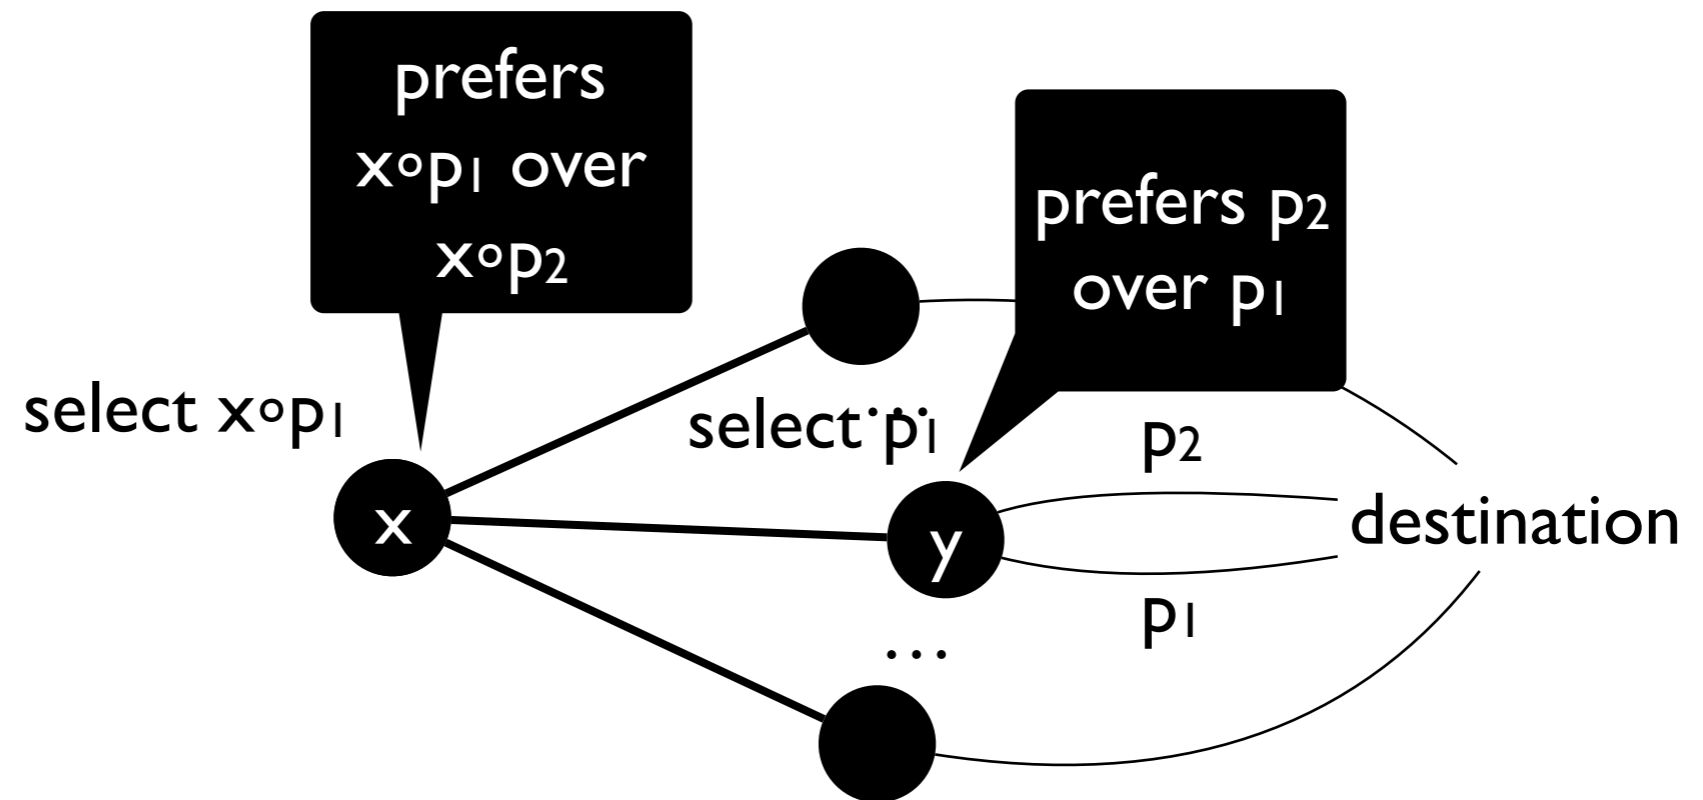 prefers
x∘p1 over
x∘p2
prefers p2
over p1
select x∘p1
...
select p1
p2
x
y
destination
p1
...